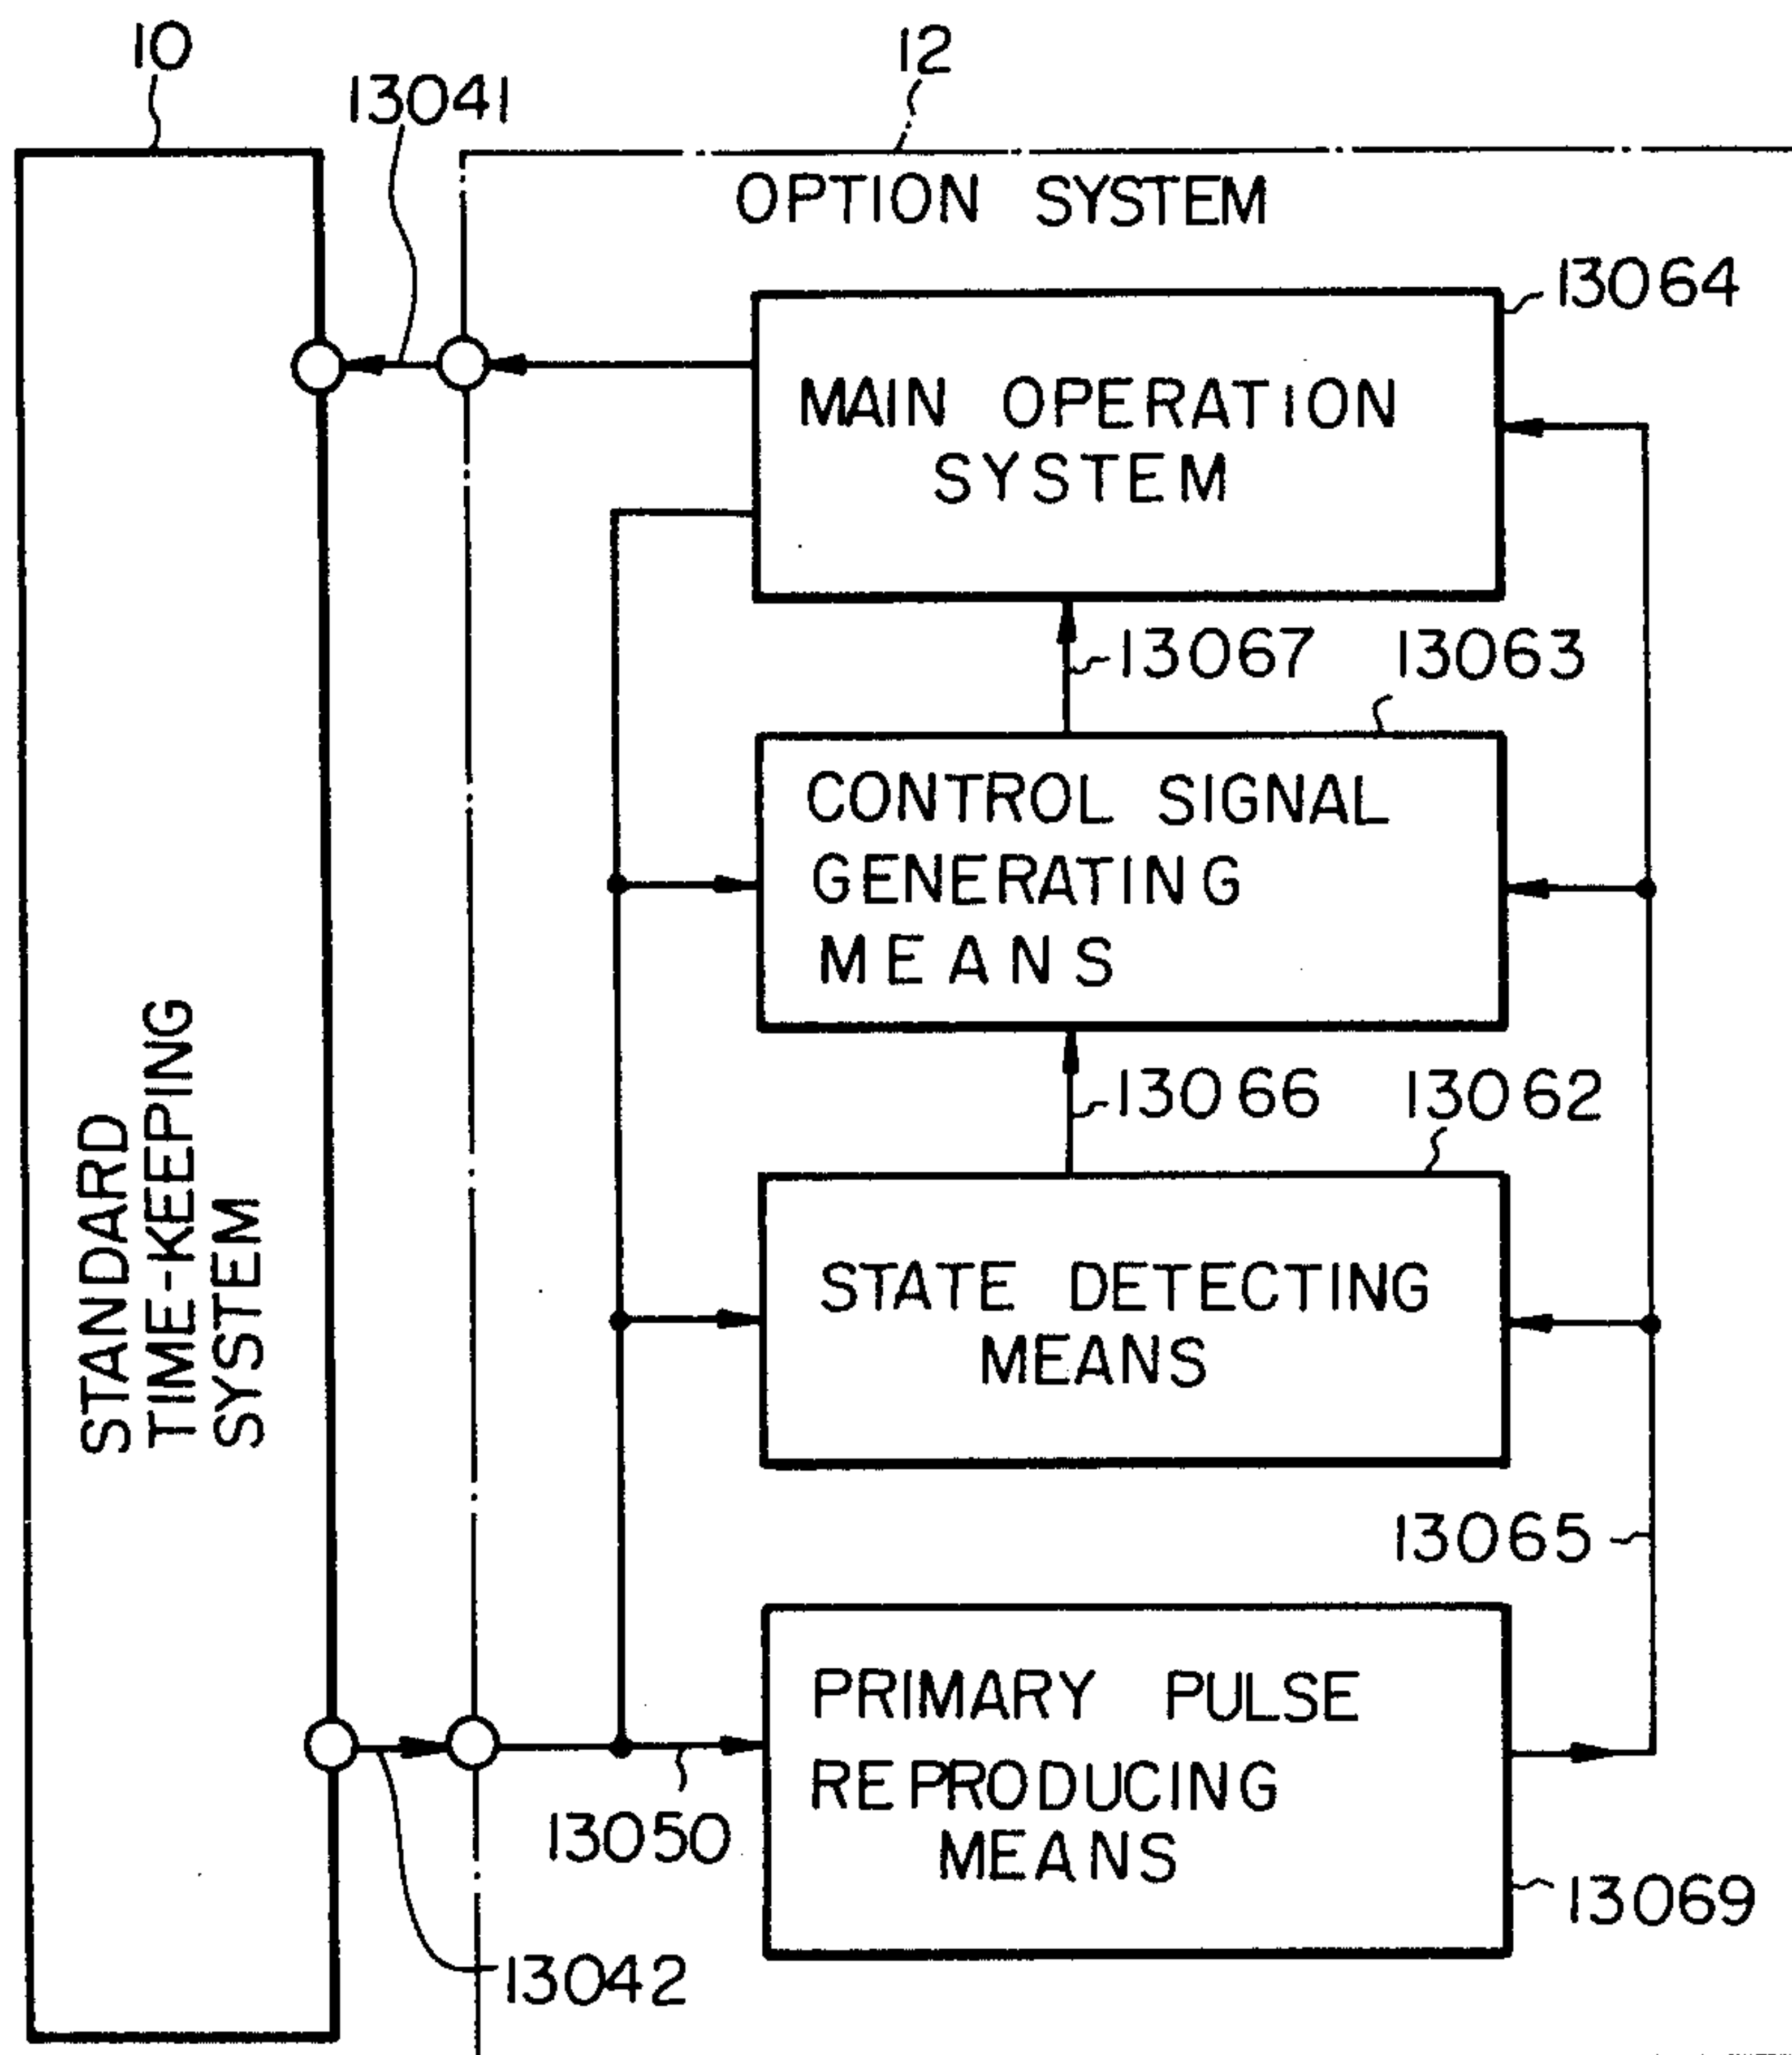 10
12
13041
OPTION SYSTEM
13064
MAIN OPERATION
SYSTEM
13067
13063
CONTROL SIGNAL
GENERATING
MEANS
13066
13062
STANDARD
TIME-KEEPING
SYSTEM
STATE DETECTING
MEANS
13065
PRIMARY PULSE
REPRODUCING
MEANS
13050
13069
13042